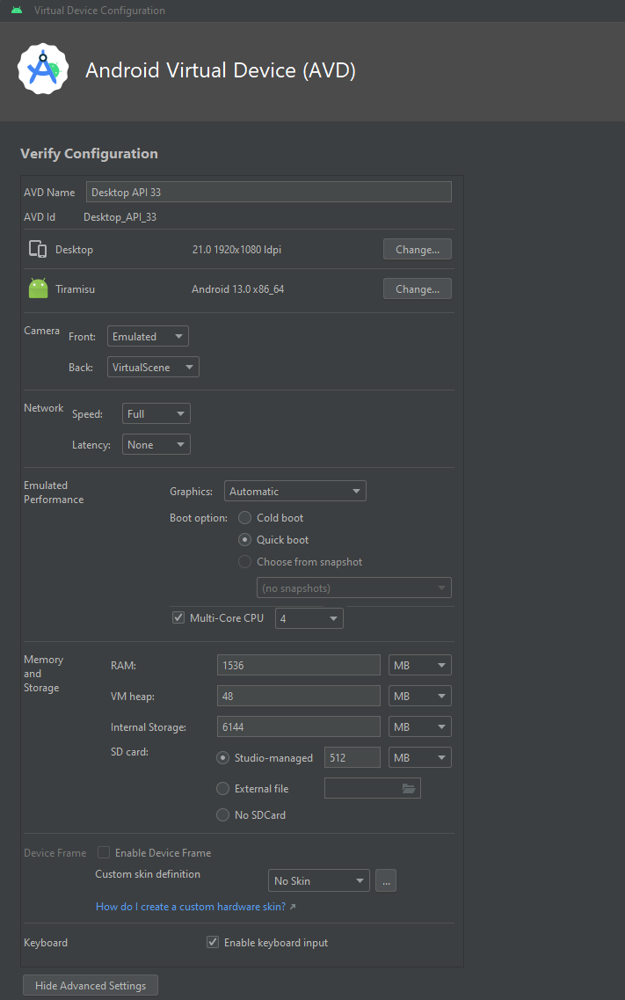 Virtual Device Configuration
Android Virtual Device (AVD)
Verify Configuration
AVD Name Desktop API 33
AVD Id Desktop_API_33
Desktop 21.0 1920x1080 ldpi Change...
Tiramisu Android 13.0 x86_64 Change...
Camera Front: Emulated
Back: VirtualScene
Network Speed: Full
Latency: None
Emulated Performance Graphics: Automatic
Boot option: Cold boot
Quick boot
Choose from snapshot
(no snapshots)
Multi-Core CPU 4
Memory and Storage RAM: 1536 MB
VM heap: 48 MB
Internal Storage: 6144 MB
SD card: Studio-managed 512 MB
External file
No SDCard
Device Frame Enable Device Frame
Custom skin definition No Skin ...
How do I create a custom hardware skin? ↗
Keyboard Enable keyboard input
Hide Advanced Settings